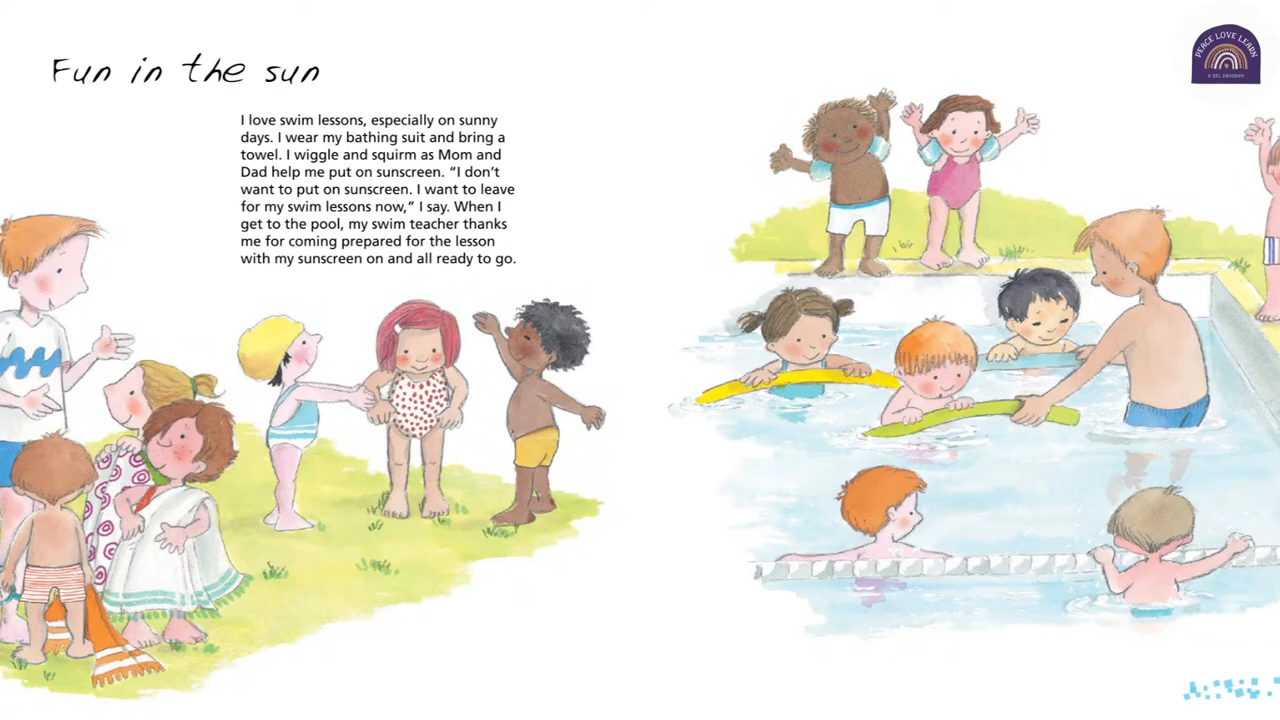 Fun in the sun
I love swim lessons, especially on sunny
days. I wear my bathing suit and bring a
towel. I wiggle and squirm as Mom and
Dad help me put on sunscreen. “I don’t
want to put on sunscreen. I want to leave
for my swim lessons now,” I say. When I
get to the pool, my swim teacher thanks
me for coming prepared for the lesson
with my sunscreen on and all ready to go.
PEACE LOVE LEARN
A SEL PROGRAM